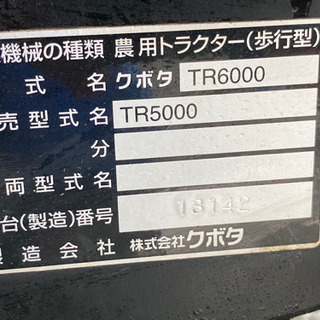 機械の種類 農用トラクター(歩行型)
式名 クボタ TR6000
売型式名 TR5000
分
両型式名
台(製造)番号 13142
製造会社 株式会社クボタ